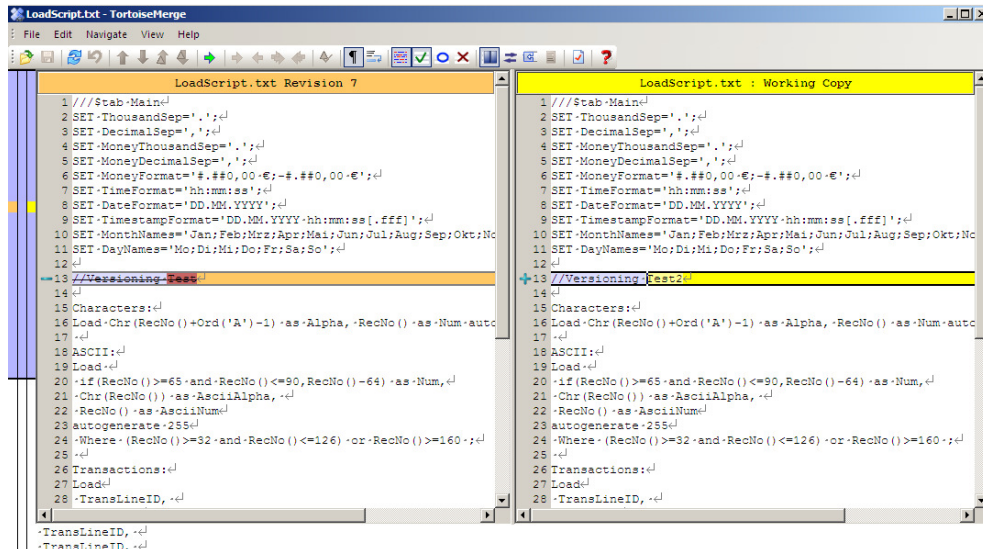 LoadScript.txt - TortoiseMerge
File Edit Navigate View Help
LoadScript.txt Revision 7
1 ///$tab·Main
2 SET·ThousandSep='.';
3 SET·DecimalSep=',';
4 SET·MoneyThousandSep='.';
5 SET·MoneyDecimalSep=',';
6 SET·MoneyFormat='#.##0,00·€;-#.##0,00·€';
7 SET·TimeFormat='hh:mm:ss';
8 SET·DateFormat='DD.MM.YYYY';
9 SET·TimestampFormat='DD.MM.YYYY·hh:mm:ss[.fff]';
10 SET·MonthNames='Jan;Feb;Mrz;Apr;Mai;Jun;Jul;Aug;Sep;Okt;No
11 SET·DayNames='Mo;Di;Mi;Do;Fr;Sa;So';
12
13 //Versioning·Test
14
15 Characters:
16 Load·Chr(RecNo()+Ord('A')-1)·as·Alpha,·RecNo()·as·Num·auto
17 ·
18 ASCII:
19 Load·
20 ·if(RecNo()>=65·and·RecNo()<=90,RecNo()-64)·as·Num,
21 ·Chr(RecNo())·as·AsciiAlpha,·
22 ·RecNo()·as·AsciiNum
23 autogenerate·255
24 ·Where·(RecNo()>=32·and·RecNo()<=126)·or·RecNo()>=160·;
25 ·
26 Transactions:
27 Load
28 ·TransLineID,·
LoadScript.txt : Working Copy
1 ///$tab·Main
2 SET·ThousandSep='.';
3 SET·DecimalSep=',';
4 SET·MoneyThousandSep='.';
5 SET·MoneyDecimalSep=',';
6 SET·MoneyFormat='#.##0,00·€;-#.##0,00·€';
7 SET·TimeFormat='hh:mm:ss';
8 SET·DateFormat='DD.MM.YYYY';
9 SET·TimestampFormat='DD.MM.YYYY·hh:mm:ss[.fff]';
10 SET·MonthNames='Jan;Feb;Mrz;Apr;Mai;Jun;Jul;Aug;Sep;Okt;No
11 SET·DayNames='Mo;Di;Mi;Do;Fr;Sa;So';
12
13 //Versioning·Test2
14
15 Characters:
16 Load·Chr(RecNo()+Ord('A')-1)·as·Alpha,·RecNo()·as·Num·auto
17 ·
18 ASCII:
19 Load·
20 ·if(RecNo()>=65·and·RecNo()<=90,RecNo()-64)·as·Num,
21 ·Chr(RecNo())·as·AsciiAlpha,·
22 ·RecNo()·as·AsciiNum
23 autogenerate·255
24 ·Where·(RecNo()>=32·and·RecNo()<=126)·or·RecNo()>=160·;
25 ·
26 Transactions:
27 Load
28 ·TransLineID,·
·TransLineID,·
·TransLineID,·